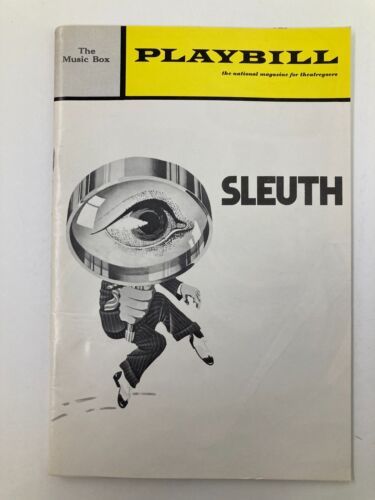 The
Music Box
PLAYBILL
the national magazine for theatregoers
SLEUTH